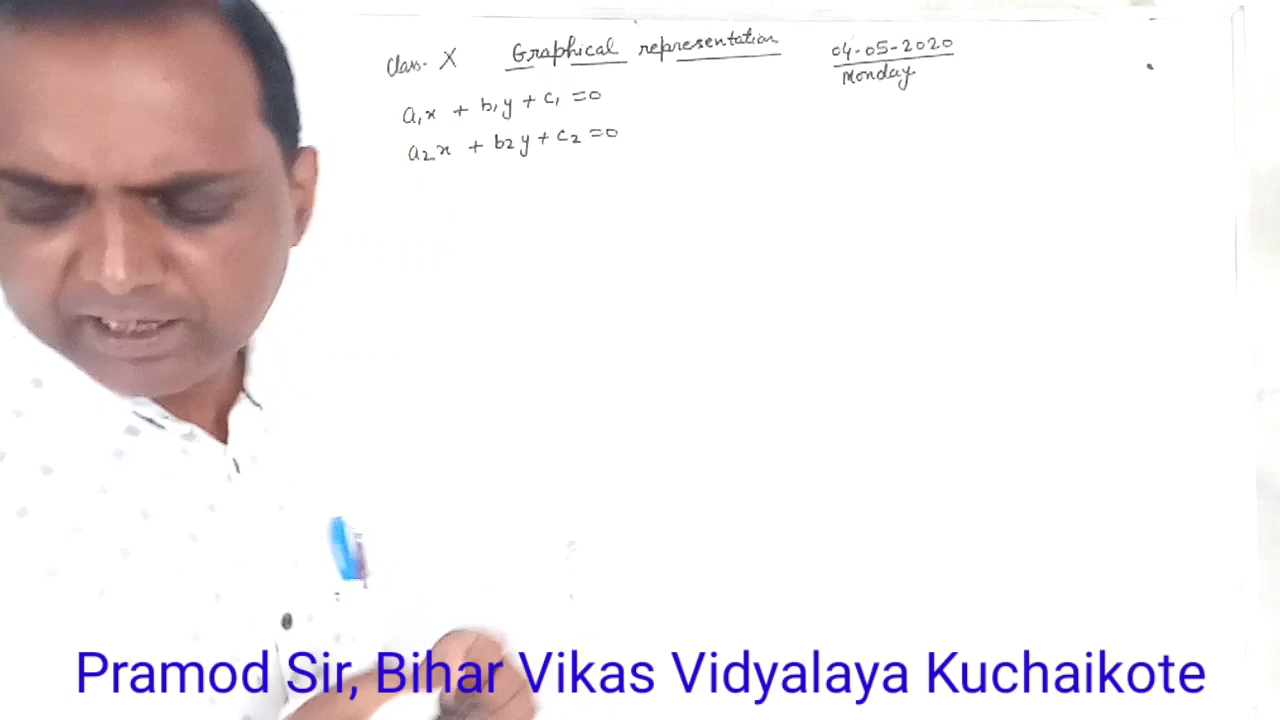 Class- X Graphical representation 04-05-2020
Monday
a₁x + b₁y + c₁ =0
a₂x + b₂y + c₂ =0
Pramod Sir, Bihar Vikas Vidyalaya Kuchaikote